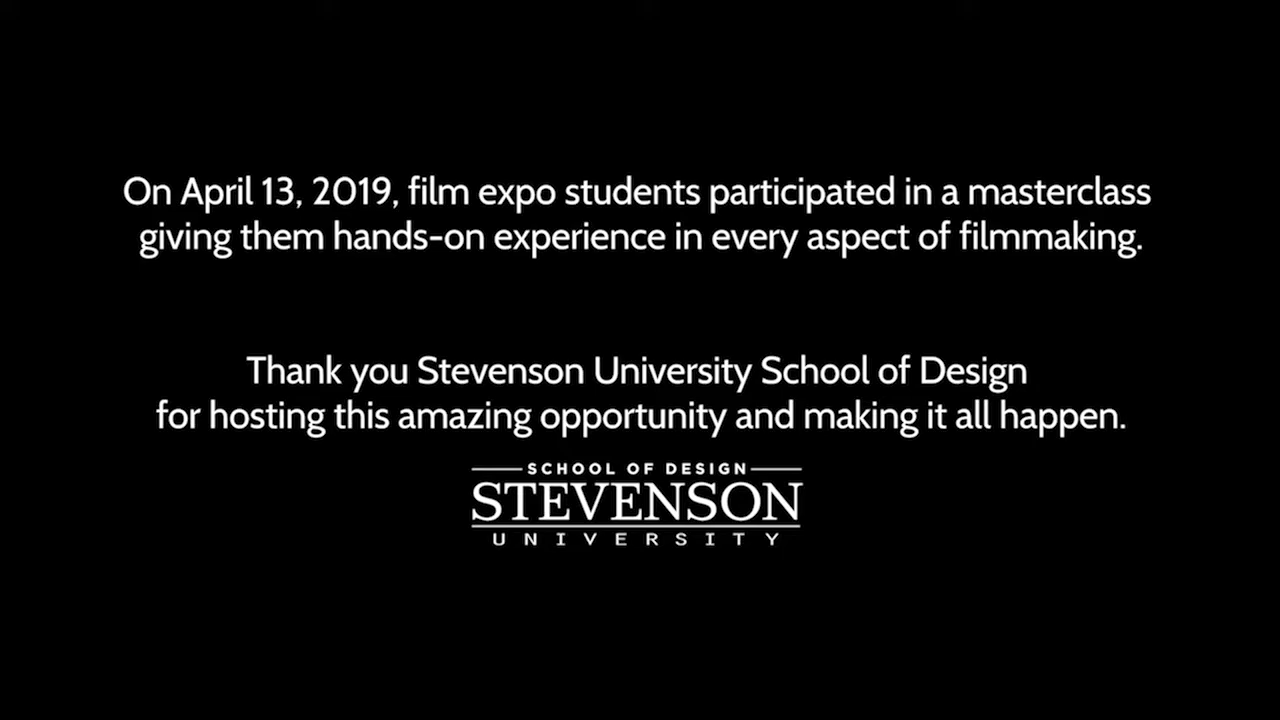 On April 13, 2019, film expo students participated in a masterclass
giving them hands-on experience in every aspect of filmmaking.
Thank you Stevenson University School of Design
for hosting this amazing opportunity and making it all happen.
SCHOOL OF DESIGN
STEVENSON
UNIVERSITY